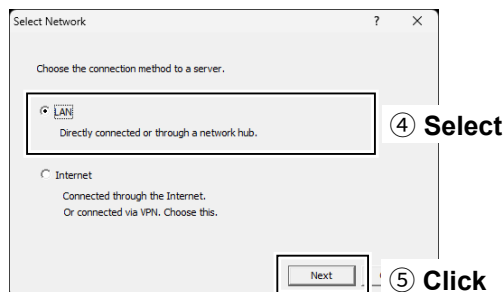 Select Network ? ×
Choose the connection method to a server.
LAN
Directly connected or through a network hub.
④ Select
Internet
Connected through the Internet.
Or connected via VPN. Choose this.
Next
⑤ Click